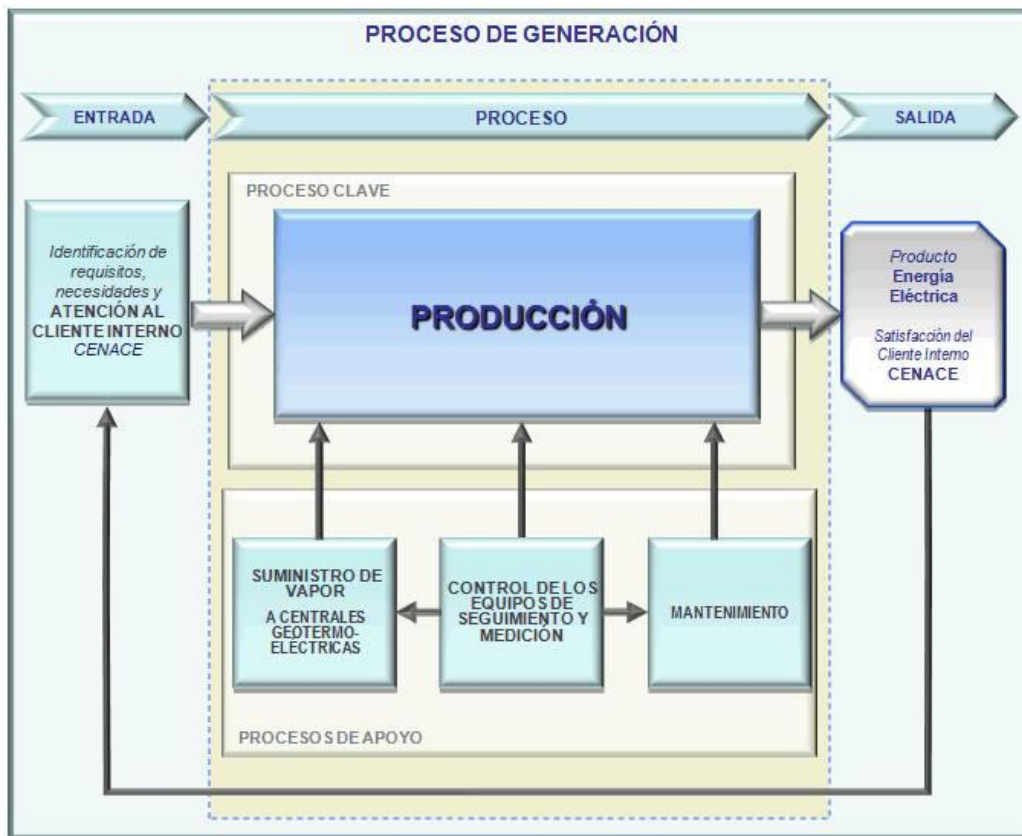 PROCESO DE GENERACIÓN
ENTRADA
PROCESO
SALIDA
PROCESO CLAVE
Identificación de
requisitos,
necesidades y
ATENCIÓN AL
CLIENTE INTERNO
CENACE
PRODUCCIÓN
Producto
Energía
Eléctrica
Satisfacción del
Cliente Interno
CENACE
SUMINISTRO DE
VAPOR
A CENTRALES
GEOTERMO-
ELÉCTRICAS
CONTROL DE LOS
EQUIPOS DE
SEGUIMIENTO Y
MEDICIÓN
MANTENIMIENTO
PROCESOS DE APOYO